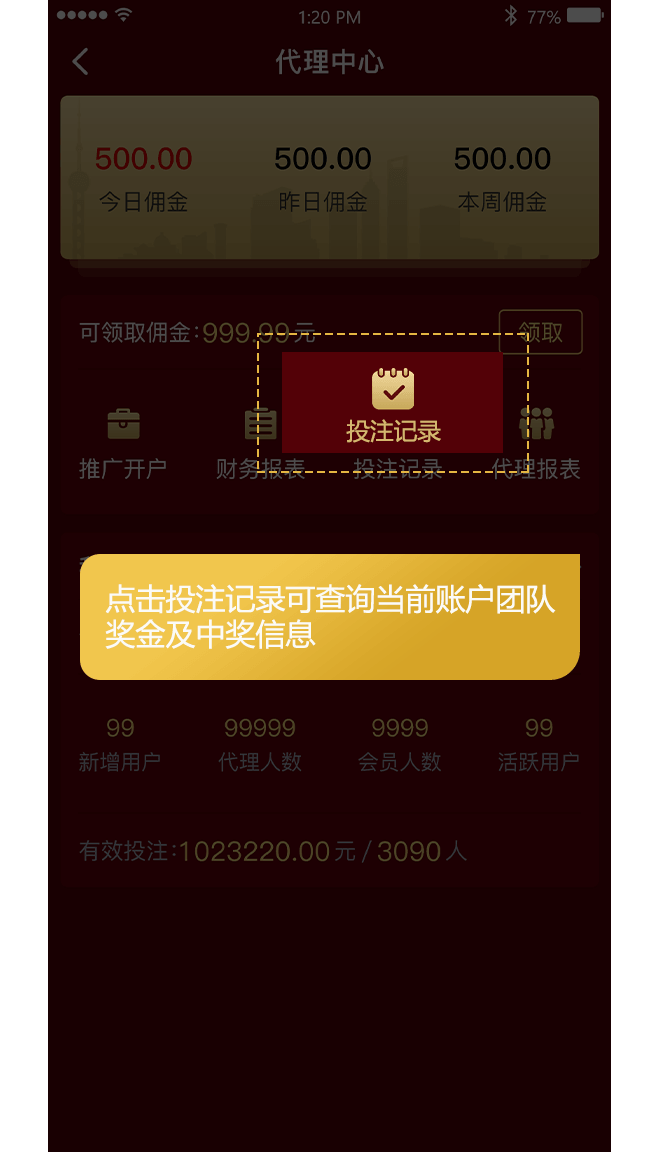 1:20 PM 77%
代理中心
500.00 500.00 500.00
今日佣金 昨日佣金 本周佣金
可领取佣金:999.99元 领取
投注记录
推广开户 财务报表 投注记录 代理报表
点击投注记录可查询当前账户团队
奖金及中奖信息
99 99999 9999 99
新增用户 代理人数 会员人数 活跃用户
有效投注:1023220.00元/3090人